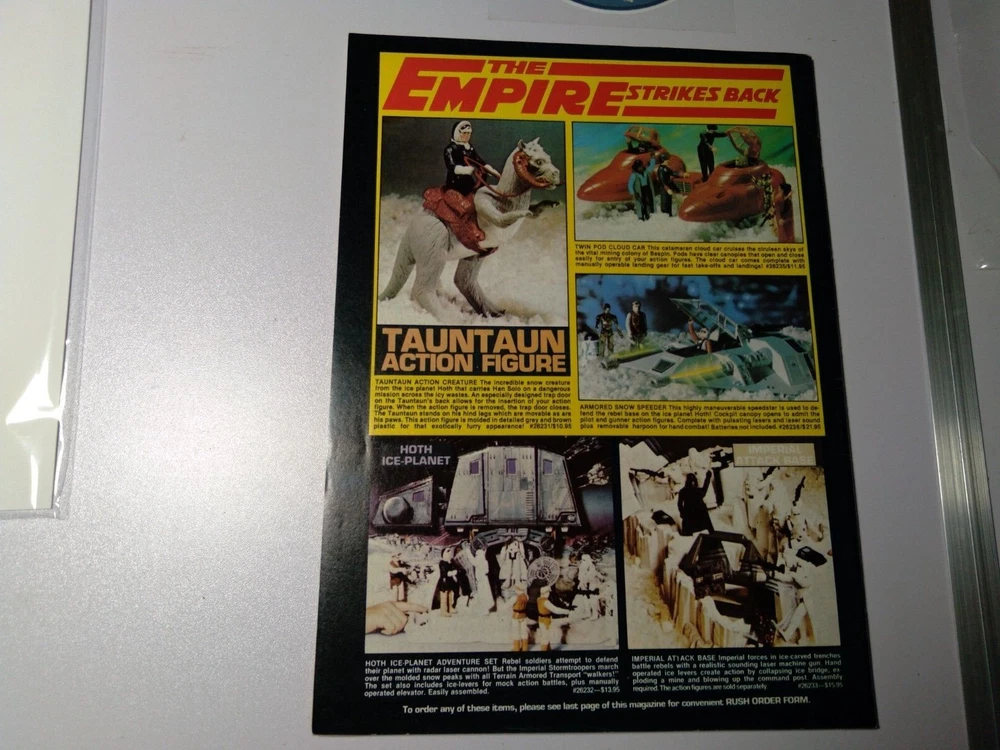 THE
EMPIRE STRIKES BACK
TAUNTAUN
ACTION FIGURE
TAUNTAUN ACTION CREATURE The incredible snow creature
from the ice planet Hoth that carries Han Solo on a dangerous
mission across the icy wastes. An especially designed trap door
on the Tauntaun's back allows for the insertion of your action
figure. When the action figure is removed, the trap door closes.
The Tauntaun stands on his hind legs which are movable as are
his paws. This action figure is molded in detailed grey and brown
plastic for that exotically furry appearance! #26231/$10.95
TWIN POD CLOUD CAR This catamaran cloud car cruises the cirulean skys of
the vital mining colony of Bespin. Pods have clear canopies that open and close
easily for entry of your action figures. The cloud car comes complete with
manually operable landing gear for fast take-offs and landings! #26235/$11.95
ARMORED SNOW SPEEDER This highly maneuverable speedster is used to de-
fend the rebel base on the ice planet Hoth! Cockpit canopy opens to admit the
pilot and gunner action figures. Complete with pulsating lasers and laser sound
plus removable herpoon for hand combat! Batteries not included. #26234/$21.95
HOTH
ICE-PLANET
IMPERIAL
ATTACK BASE
HOTH ICE-PLANET ADVENTURE SET Rebel soldiers attempt to defend
their planet with radar laser cannon! But the Imperial Stormtroopers march
over the molded snow peaks with all Terrain Armored Transport "walkers!"
The set also includes ice-levers for mock action battles, plus manually
operated elevator. Easily assembled. #26232—$13.95
IMPERIAL ATTACK BASE Imperial forces in ice-carved trenches
battle rebels with a realistic sounding laser machine gun. Hand
operated ice levers create action by collapsing ice bridge, ex-
ploding a mine and blowing up the command post. Assembly
required. The action figures are sold separately. #26233—$15.95
To order any of these items, please see last page of this magazine for convenient RUSH ORDER FORM.